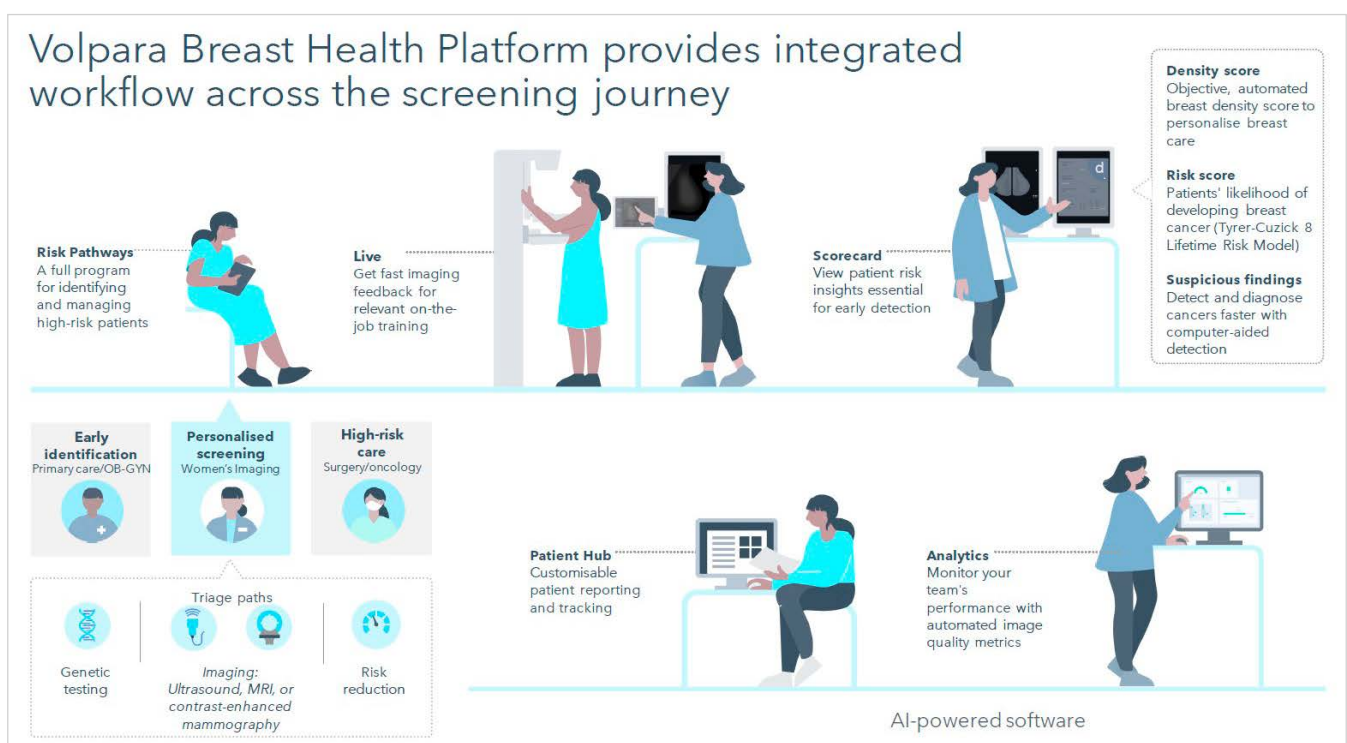 Volpara Breast Health Platform provides integrated
workflow across the screening journey
Density score
Objective, automated
breast density score to
personalise breast
care
Risk score
Patients' likelihood of
developing breast
cancer (Tyrer-Cuzick 8
Lifetime Risk Model)
Suspicious findings
Detect and diagnose
cancers faster with
computer-aided
detection
Risk Pathways
A full program
for identifying
and managing
high-risk patients
Live
Get fast imaging
feedback for
relevant on-the-
job training
Scorecard
View patient risk
insights essential
for early detection
d
Early
identification
Primary care/OB-GYN
Personalised
screening
Women's Imaging
High-risk
care
Surgery/oncology
Triage paths
Genetic
testing
Imaging:
Ultrasound, MRI, or
contrast-enhanced
mammography
Risk
reduction
Patient Hub
Customisable
patient reporting
and tracking
Analytics
Monitor your
team's
performance with
automated image
quality metrics
AI-powered software